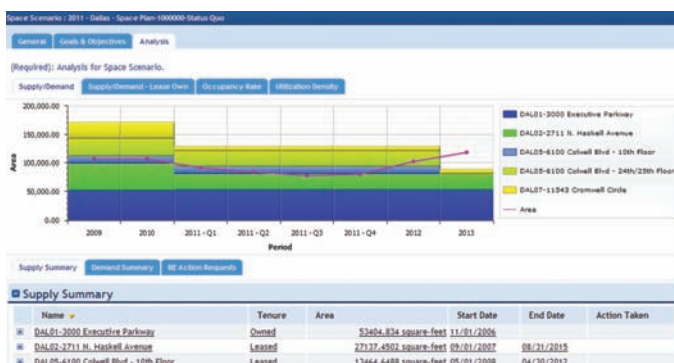 Space Scenario : 2011 - Dallas - Space Plan-1000000-Status Quo
General Goals & Objectives Analysis
(Required): Analysis for Space Scenario.
Supply/Demand Supply/Demand - Lease Own Occupancy Rate Utilization Density
200,000.00
150,000.00
100,000.00
50,000.00
0.00
Area
2009 2010 2011-Q1 2011-Q2 2011-Q3 2011-Q4 2012 2013
Period
DAL01-3000 Executive Parkway
DAL02-2711 N. Haskell Avenue
DAL05-6100 Colwell Blvd - 10th Floor
DAL05-6100 Colwell Blvd - 24th/25th Floor
DAL07-11543 Cromwell Circle
Area
Supply Summary Demand Summary RE Action Requests
Supply Summary
Name Tenure Area Start Date End Date Action Taken
DAL01-3000 Executive Parkway Owned 53404.834 square-feet 11/01/2006
DAL02-2711 N. Haskell Avenue Leased 27137.4502 square-feet 09/01/2007 08/31/2015
DAL05-6100 Colwell Blvd - 10th Floor Leased 13464.6488 square-feet 05/01/2008 04/30/2012